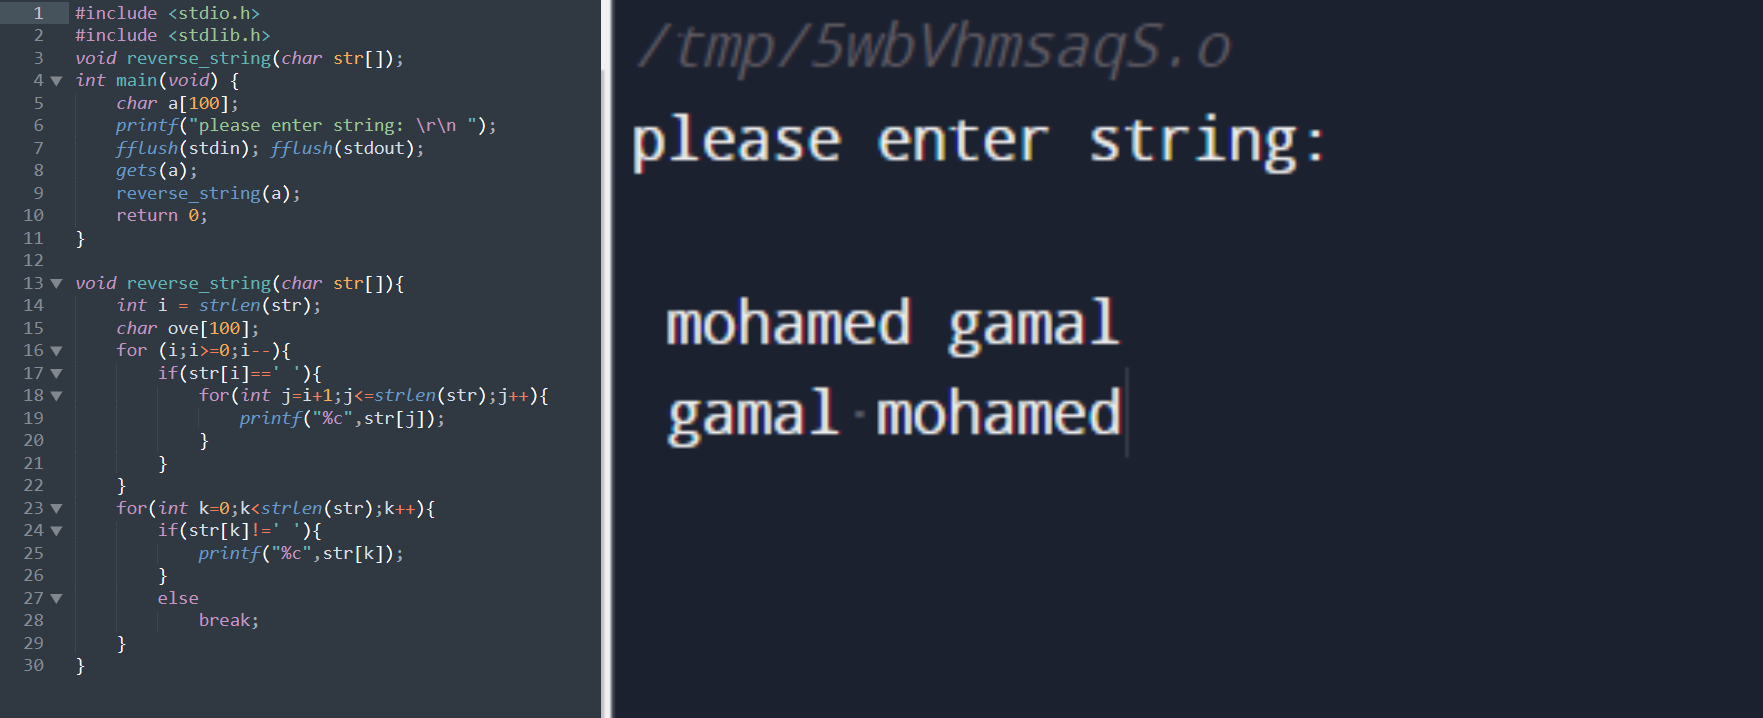 1 #include <stdio.h>
2 #include <stdlib.h>
3 void reverse_string(char str[]);
4 int main(void) {
5     char a[100];
6     printf("please enter string: \r\n ");
7     fflush(stdin); fflush(stdout);
8     gets(a);
9     reverse_string(a);
10     return 0;
11 }
12
13 void reverse_string(char str[]){
14     int i = strlen(str);
15     char ove[100];
16     for (i;i>=0;i--){
17         if(str[i]==' '){
18             for(int j=i+1;j<=strlen(str);j++){
19                 printf("%c",str[j]);
20             }
21         }
22     }
23     for(int k=0;k<strlen(str);k++){
24         if(str[k]!=' '){
25             printf("%c",str[k]);
26         }
27         else
28             break;
29     }
30 }
/tmp/5wbVhmsaqS.o
please enter string:
mohamed gamal
gamal·mohamed